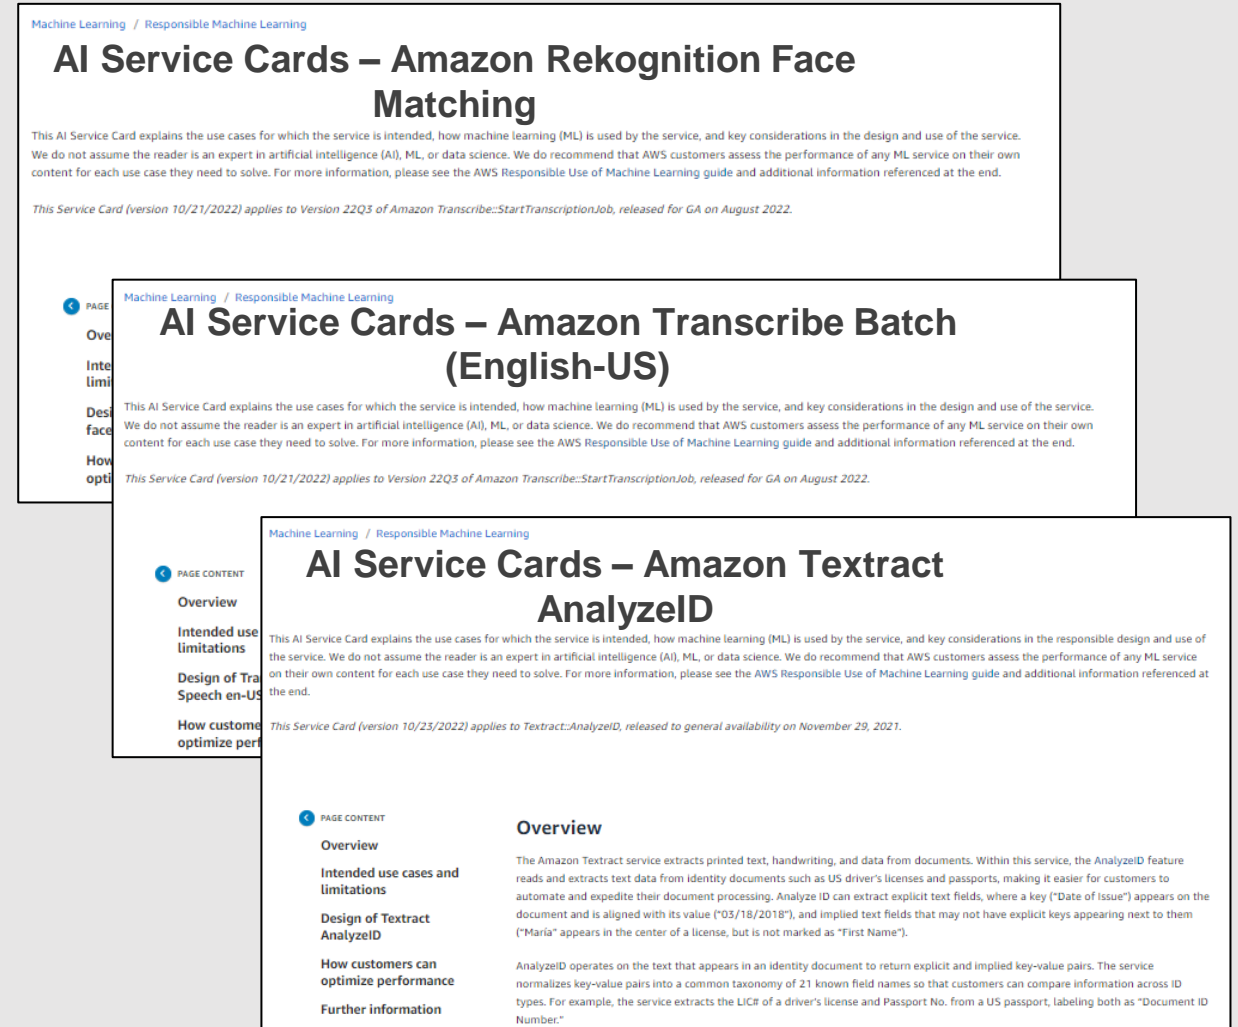 Machine Learning / Responsible Machine Learning
AI Service Cards – Amazon Rekognition Face
Matching
This AI Service Card explains the use cases for which the service is intended, how machine learning (ML) is used by the service, and key considerations in the design and use of the service.
We do not assume the reader is an expert in artificial intelligence (AI), ML, or data science. We do recommend that AWS customers assess the performance of any ML service on their own
content for each use case they need to solve. For more information, please see the AWS Responsible Use of Machine Learning guide and additional information referenced at the end.
This Service Card (version 10/21/2022) applies to Version 22Q3 of Amazon Transcribe::StartTranscriptionJob, released for GA on August 2022.
PAGE
Ove
Inte
limi
Desi
face
How
opti
Machine Learning / Responsible Machine Learning
AI Service Cards – Amazon Transcribe Batch
(English-US)
This AI Service Card explains the use cases for which the service is intended, how machine learning (ML) is used by the service, and key considerations in the design and use of the service.
We do not assume the reader is an expert in artificial intelligence (AI), ML, or data science. We do recommend that AWS customers assess the performance of any ML service on their own
content for each use case they need to solve. For more information, please see the AWS Responsible Use of Machine Learning guide and additional information referenced at the end.
This Service Card (version 10/21/2022) applies to Version 22Q3 of Amazon Transcribe::StartTranscriptionJob, released for GA on August 2022.
PAGE CONTENT
Overview
Intended use
limitations
Design of Tra
Speech en-US
How custome
optimize perf
Machine Learning / Responsible Machine Learning
AI Service Cards – Amazon Textract
AnalyzeID
This AI Service Card explains the use cases for which the service is intended, how machine learning (ML) is used by the service, and key considerations in the responsible design and use of
the service. We do not assume the reader is an expert in artificial intelligence (AI), ML, or data science. We do recommend that AWS customers assess the performance of any ML service
on their own content for each use case they need to solve. For more information, please see the AWS Responsible Use of Machine Learning guide and additional information referenced at
the end.
This Service Card (version 10/23/2022) applies to Textract::AnalyzeID, released to general availability on November 29, 2021.
PAGE CONTENT
Overview
Intended use cases and
limitations
Design of Textract
AnalyzeID
How customers can
optimize performance
Further information
Overview
The Amazon Textract service extracts printed text, handwriting, and data from documents. Within this service, the AnalyzeID feature
reads and extracts text data from identity documents such as US driver's licenses and passports, making it easier for customers to
automate and expedite their document processing. Analyze ID can extract explicit text fields, where a key ("Date of Issue") appears on the
document and is aligned with its value ("03/18/2018"), and implied text fields that may not have explicit keys appearing next to them
("María" appears in the center of a license, but is not marked as "First Name").
AnalyzeID operates on the text that appears in an identity document to return explicit and implied key-value pairs. The service
normalizes key-value pairs into a common taxonomy of 21 known field names so that customers can compare information across ID
types. For example, the service extracts the LIC# of a driver's license and Passport No. from a US passport, labeling both as "Document ID
Number."